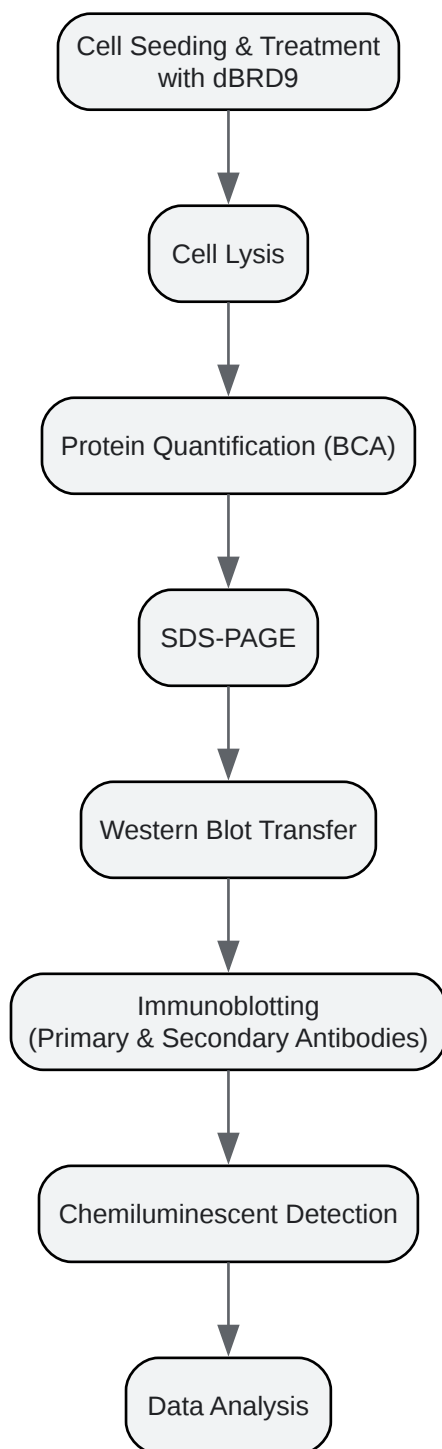 Cell Seeding & Treatment
with dBRD9
Cell Lysis
Protein Quantification (BCA)
SDS-PAGE
Western Blot Transfer
Immunoblotting
(Primary & Secondary Antibodies)
Chemiluminescent Detection
Data Analysis